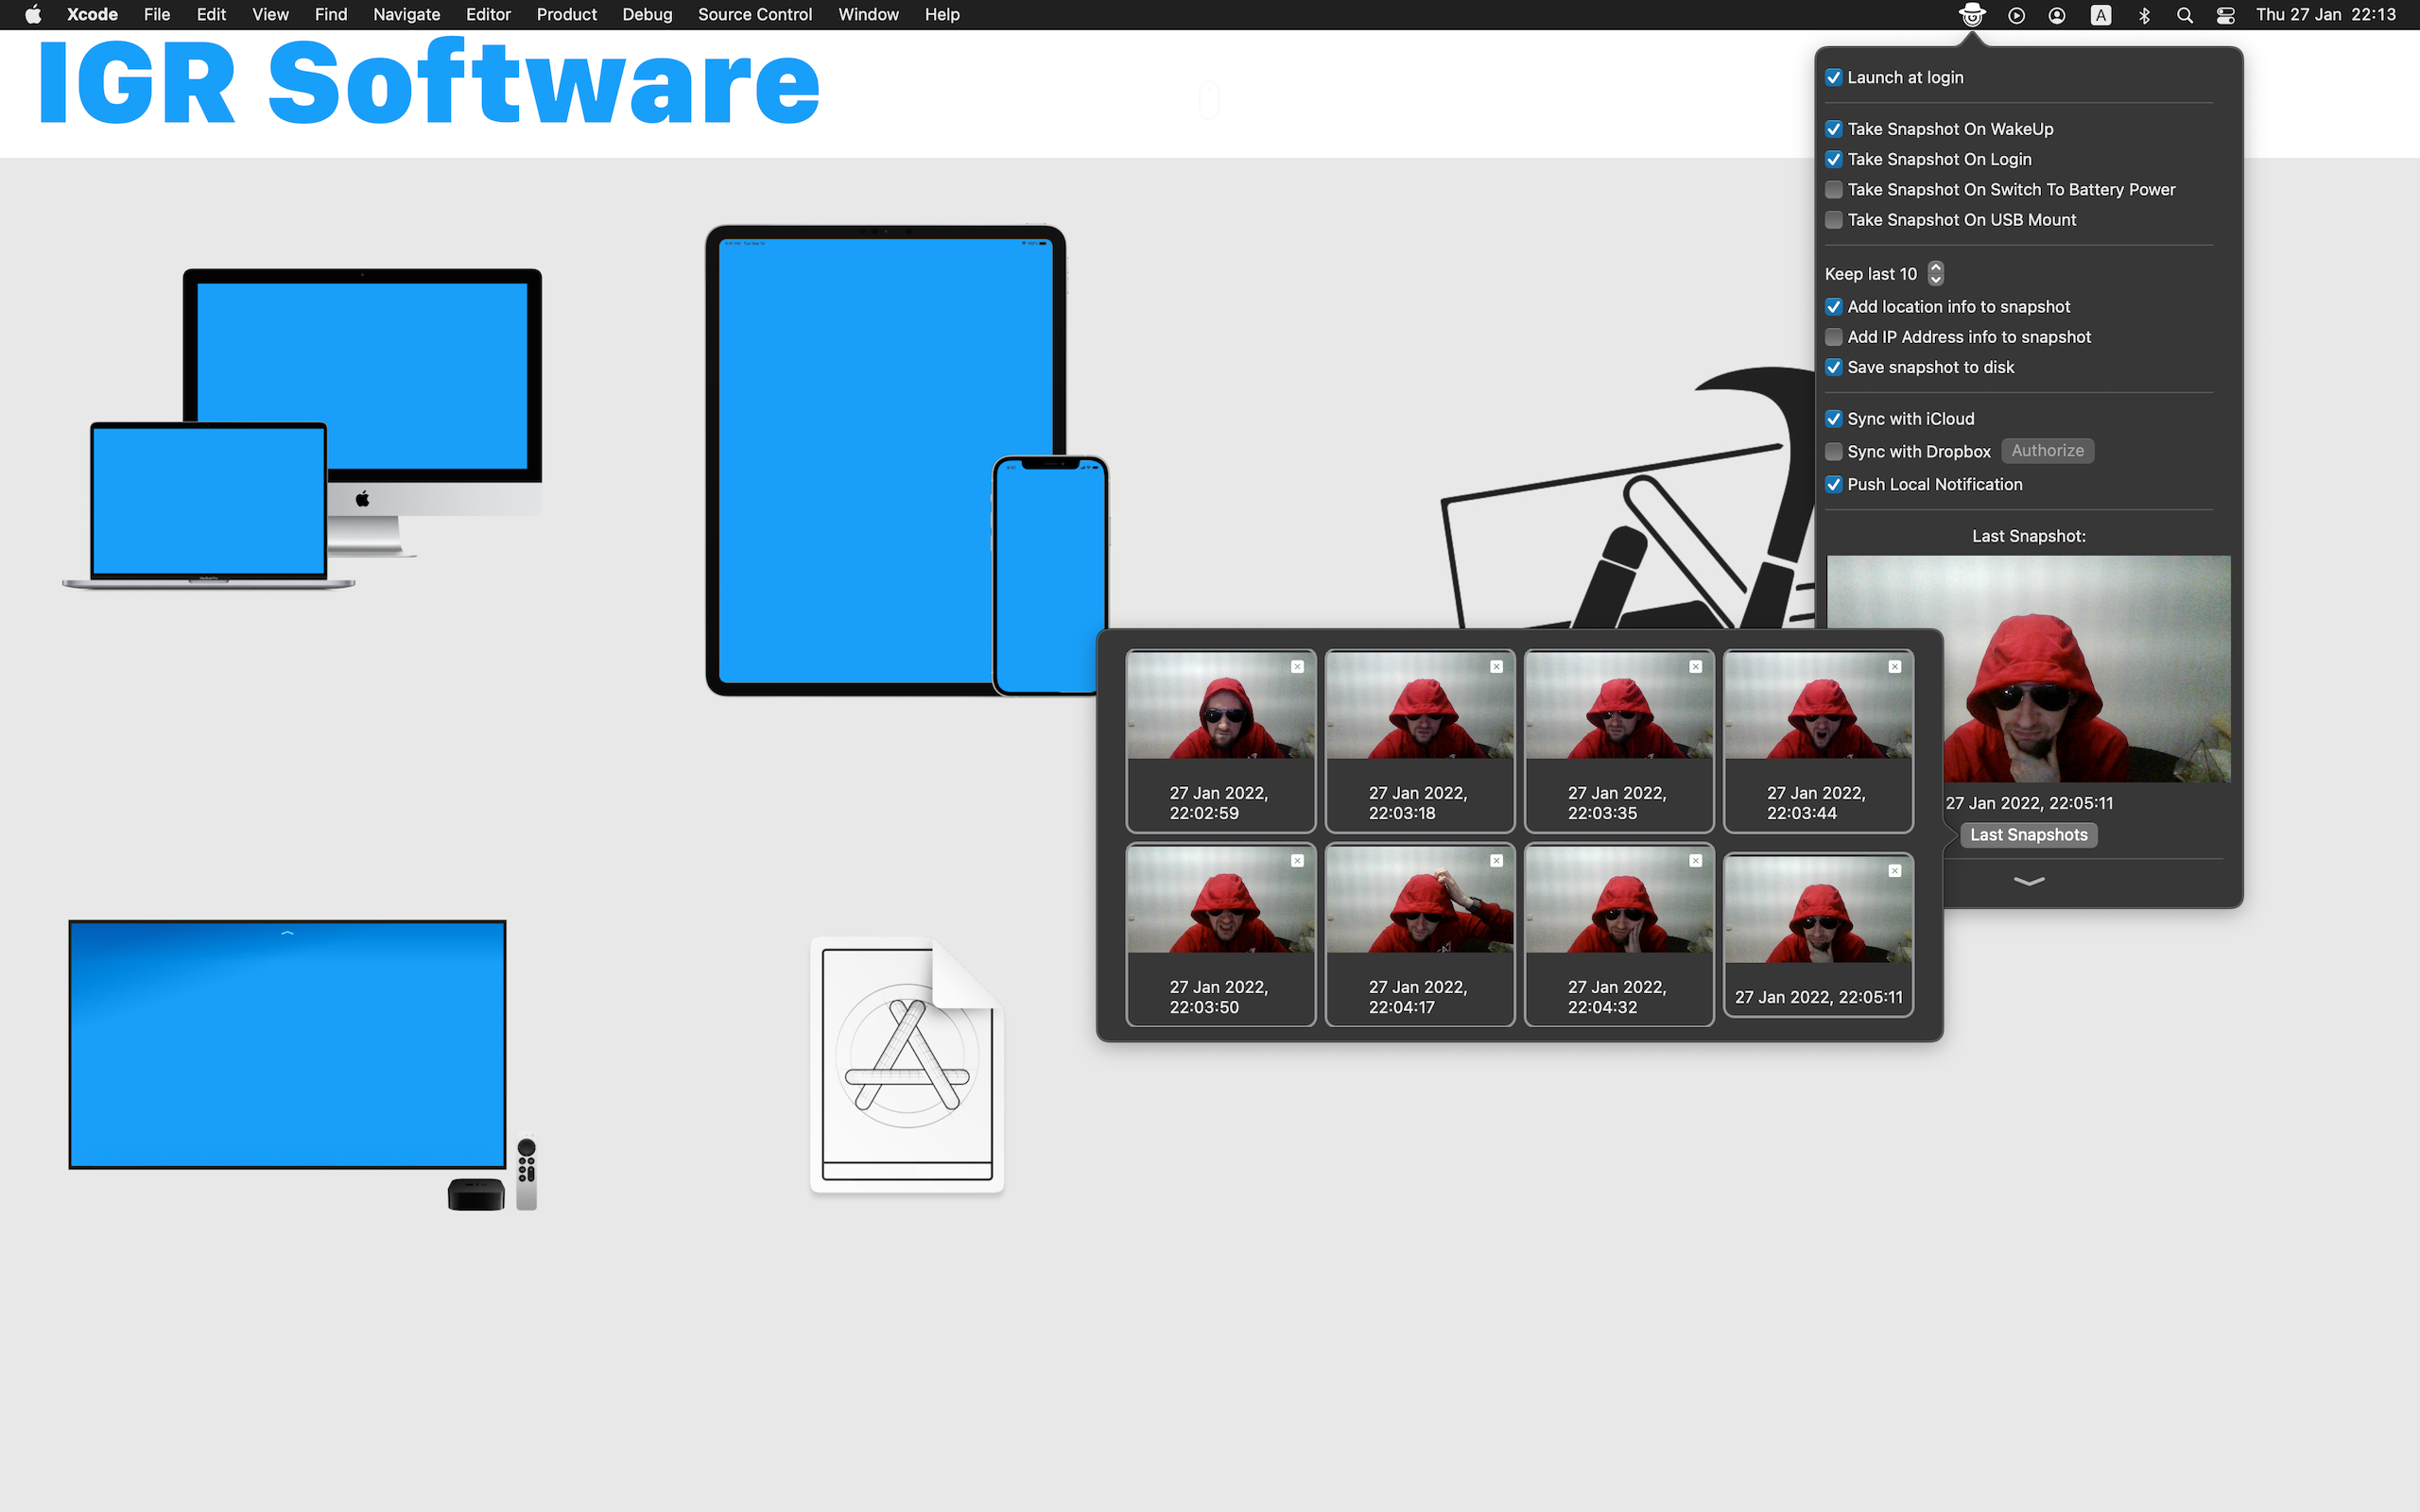 Xcode File Edit View Find Navigate Editor Product Debug Source Control Window Help A Thu 27 Jan 22:13
IGR Software
Launch at login
Take Snapshot On WakeUp
Take Snapshot On Login
Take Snapshot On Switch To Battery Power
Take Snapshot On USB Mount
Keep last 10
Add location info to snapshot
Add IP Address info to snapshot
Save snapshot to disk
Sync with iCloud
Sync with Dropbox Authorize
Push Local Notification
Last Snapshot:
27 Jan 2022, 22:05:11
Last Snapshots
27 Jan 2022,
22:02:59
27 Jan 2022,
22:03:18
27 Jan 2022,
22:03:35
27 Jan 2022,
22:03:44
27 Jan 2022,
22:03:50
27 Jan 2022,
22:04:17
27 Jan 2022,
22:04:32
27 Jan 2022, 22:05:11